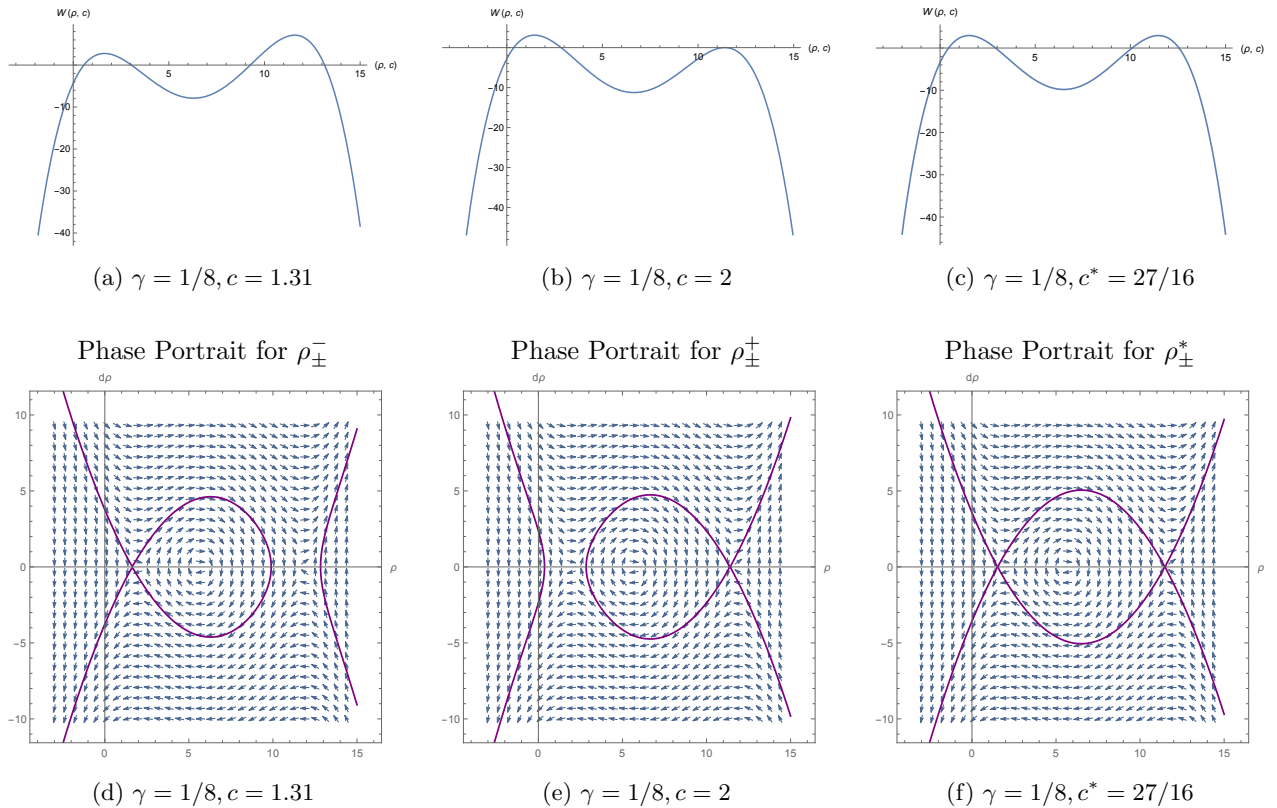 W(ρ, c)
(ρ, c)
5
10
15
-10
-20
-30
-40
(a) γ = 1/8, c = 1.31
W(ρ, c)
(ρ, c)
5
10
15
-10
-20
-30
-40
(b) γ = 1/8, c = 2
W(ρ, c)
(ρ, c)
5
10
15
-10
-20
-30
-40
(c) γ = 1/8, c* = 27/16
Phase Portrait for ρ�±⁻
dρ
10
5
0
-5
-10
0
5
10
15
ρ
(d) γ = 1/8, c = 1.31
Phase Portrait for ρ�±⁺
dρ
10
5
0
-5
-10
0
5
10
15
ρ
(e) γ = 1/8, c = 2
Phase Portrait for ρ�±*
dρ
10
5
0
-5
-10
0
5
10
15
ρ
(f) γ = 1/8, c* = 27/16